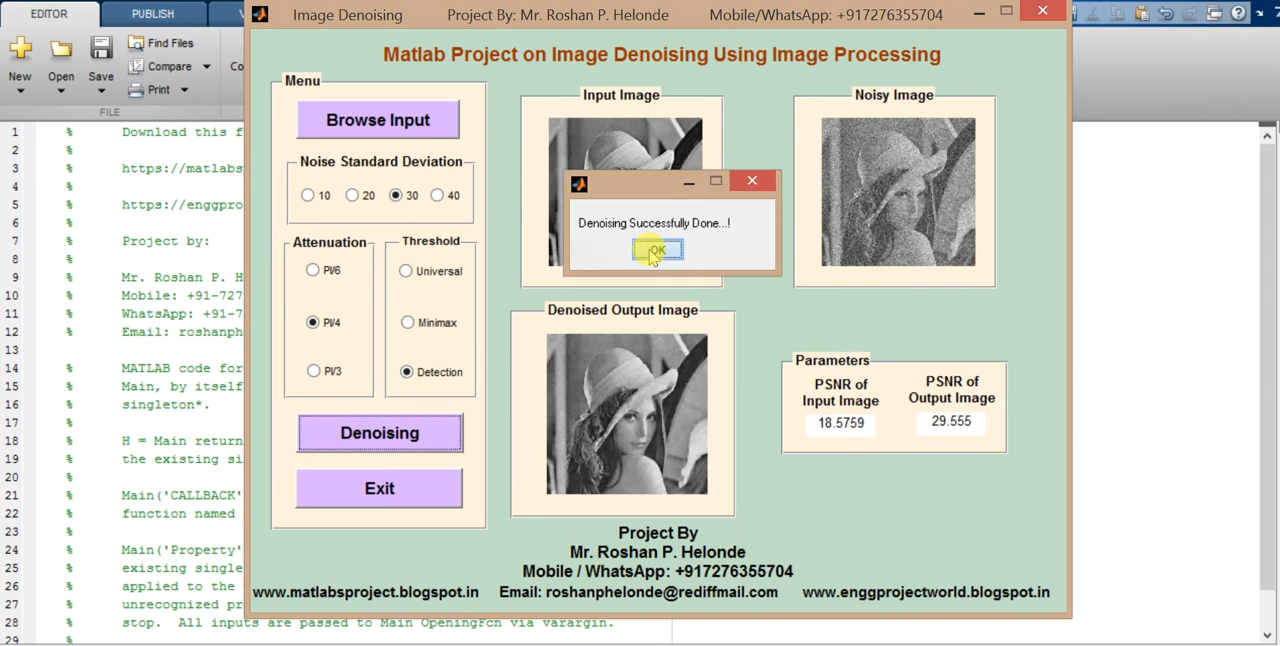 EDITOR
PUBLISH
V
Image Denoising
Project By: Mr. Roshan P. Helonde
Mobile/WhatsApp: +917276355704
New
Open
Save
Find Files
Compare
Print
Co
FILE
Matlab Project on Image Denoising Using Image Processing
Menu
Browse Input
Noise Standard Deviation
10
20
30
40
Attenuation
PI/6
PI/4
PI/3
Threshold
Universal
Minimax
Detection
Denoising
Exit
Input Image
Noisy Image
Denoising Successfully Done...!
OK
Denoised Output Image
Parameters
PSNR of
Input Image
18.5759
PSNR of
Output Image
29.555
Project By
Mr. Roshan P. Helonde
Mobile / WhatsApp: +917276355704
www.matlabsproject.blogspot.in
Email: roshanphelonde@rediffmail.com
www.enggprojectworld.blogspot.in
1 % Download this f
2 %
3 % https://matlabs
4 %
5 % https://enggpro
6 %
7 % Project by:
8 %
9 % Mr. Roshan P. H
10 % Mobile: +91-727
11 % WhatsApp: +91-7
12 % Email: roshanph
13
14 % MATLAB code for
15 % Main, by itself
16 % singleton*.
17 %
18 % H = Main return
19 % the existing si
20 %
21 % Main('CALLBACK'
22 % function named
23 %
24 % Main('Property'
25 % existing single
26 % applied to the
27 % unrecognized pr
28 % stop. All inputs are passed to Main OpeningFcn via varargin.
29 %